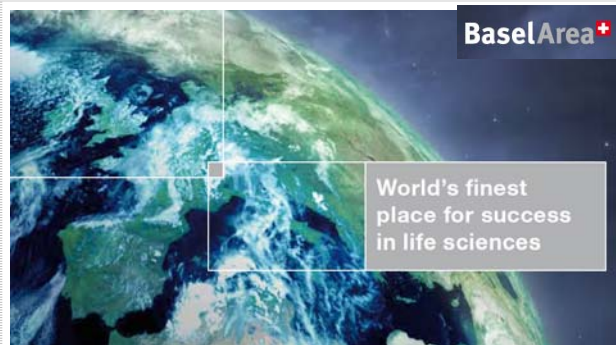 BaselArea
World's finest
place for success
in life sciences